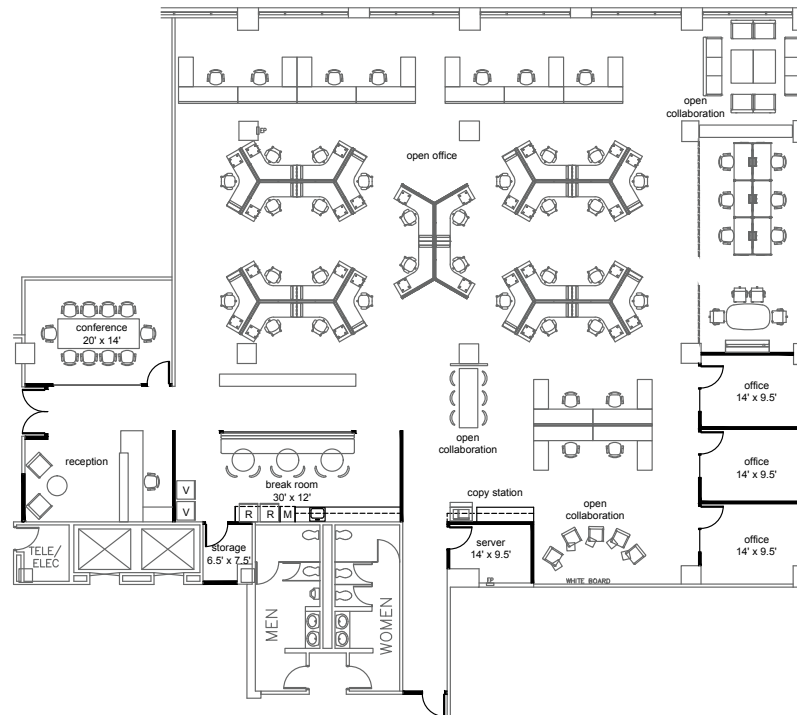 open
collaboration
EP
open office
conference
20' x 14'
office
14' x 9.5'
reception
open
collaboration
office
14' x 9.5'
break room
30' x 12'
V
V
copy station
open
collaboration
R R M
TELE/
ELEC
storage
6.5' x 7.5'
server
14' x 9.5'
office
14' x 9.5'
EP
WHITE BOARD
MEN
WOMEN